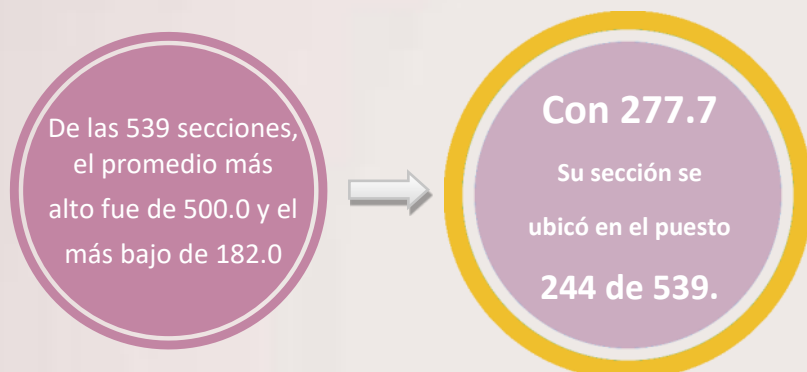 De las 539 secciones,
el promedio más
alto fue de 500.0 y el
más bajo de 182.0
Con 277.7
Su sección se
ubicó en el puesto
244 de 539.